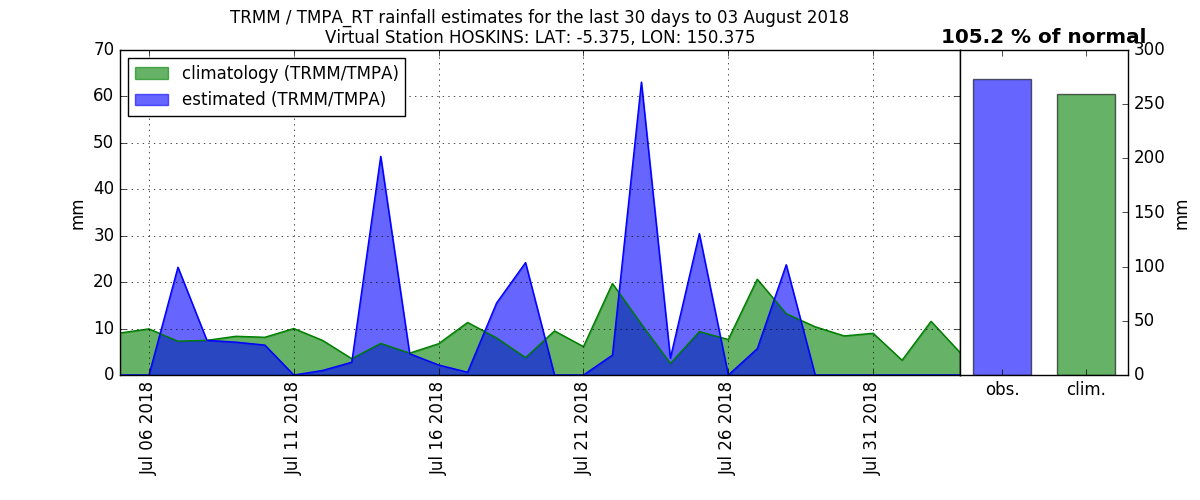 TRMM / TMPA_RT rainfall estimates for the last 30 days to 03 August 2018
Virtual Station HOSKINS: LAT: -5.375, LON: 150.375
105.2 % of normal
climatology (TRMM/TMPA)
estimated (TRMM/TMPA)
70
60
50
40
30
20
10
0
mm
Jul 06 2018
Jul 11 2018
Jul 16 2018
Jul 21 2018
Jul 26 2018
Jul 31 2018
300
250
200
150
100
50
0
mm
obs.
clim.